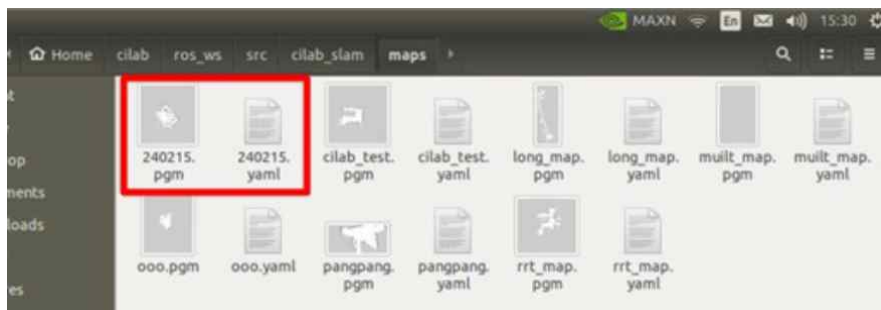 MAXN En 15:30
Home cilab ros_ws src cilab_slam maps
240215. 240215. cilab_test. cilab_test. long_map. long_map. muilt_map. muilt_map.
pgm yaml pgm yaml pgm yaml pgm yaml
op
ments
loads
ooo.pgm ooo.yaml pangpang. pangpang. rrt_map. rrt_map.
pgm yaml pgm yaml
es